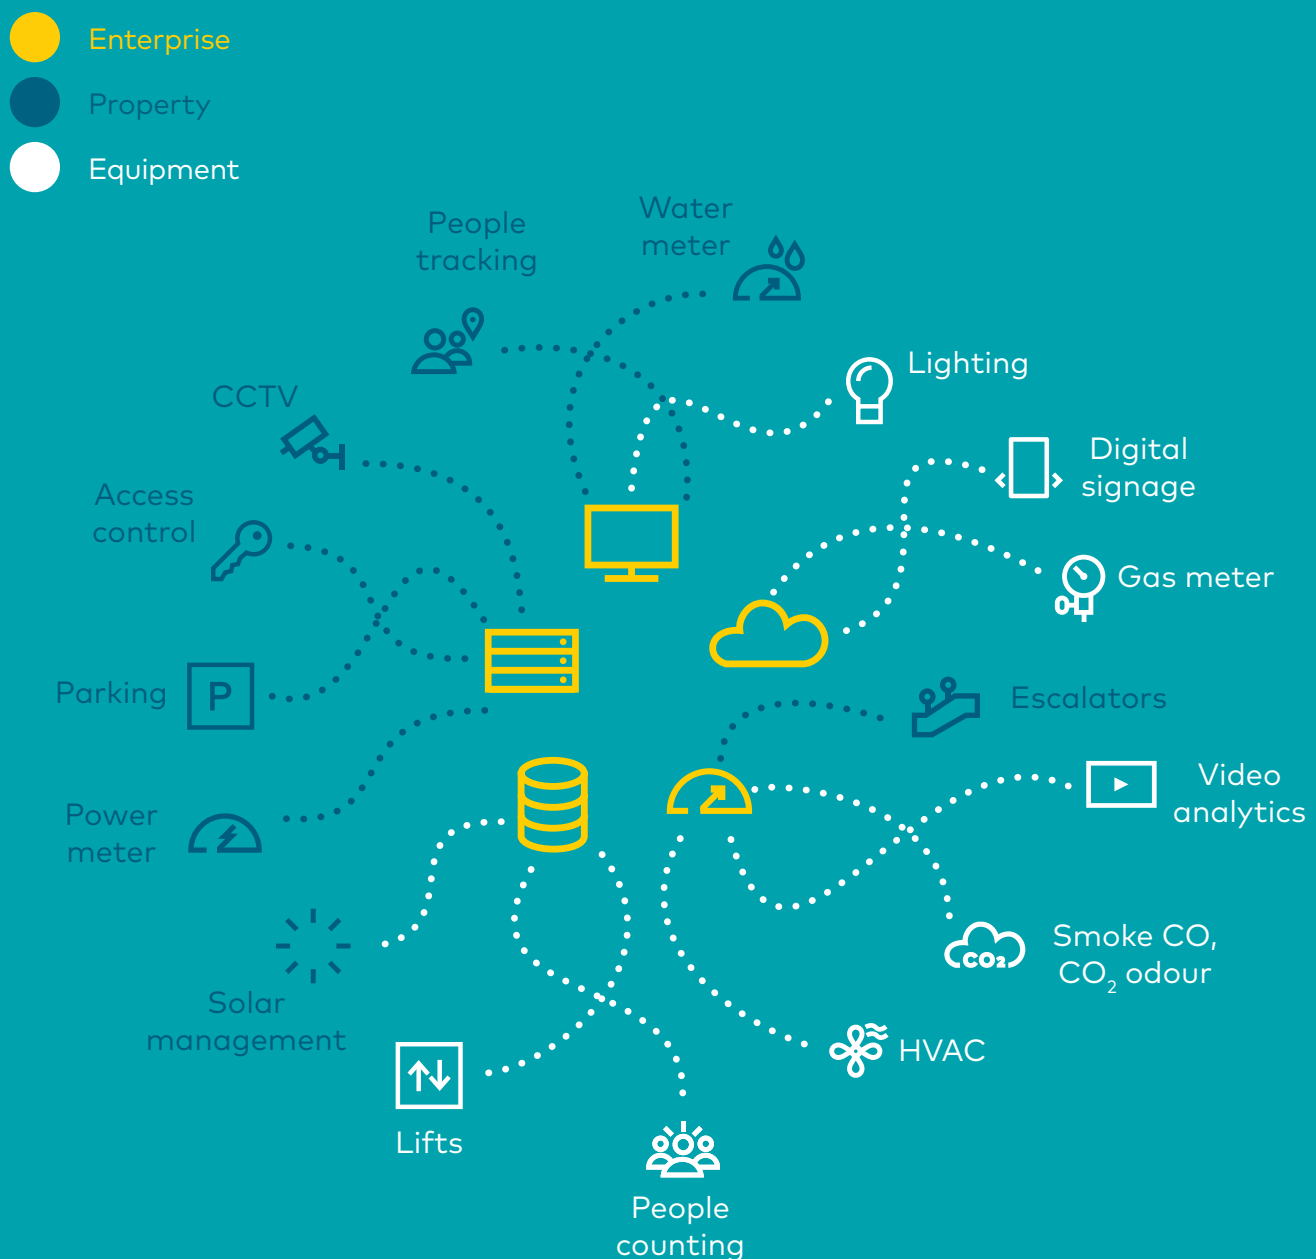 Enterprise
Property
Equipment
People
tracking
Water
meter
Lighting
CCTV
Digital
signage
Access
control
Gas meter
Parking
P
Escalators
Video
analytics
Power
meter
Smoke CO,
CO₂ odour
CO₂
Solar
management
HVAC
Lifts
People
counting